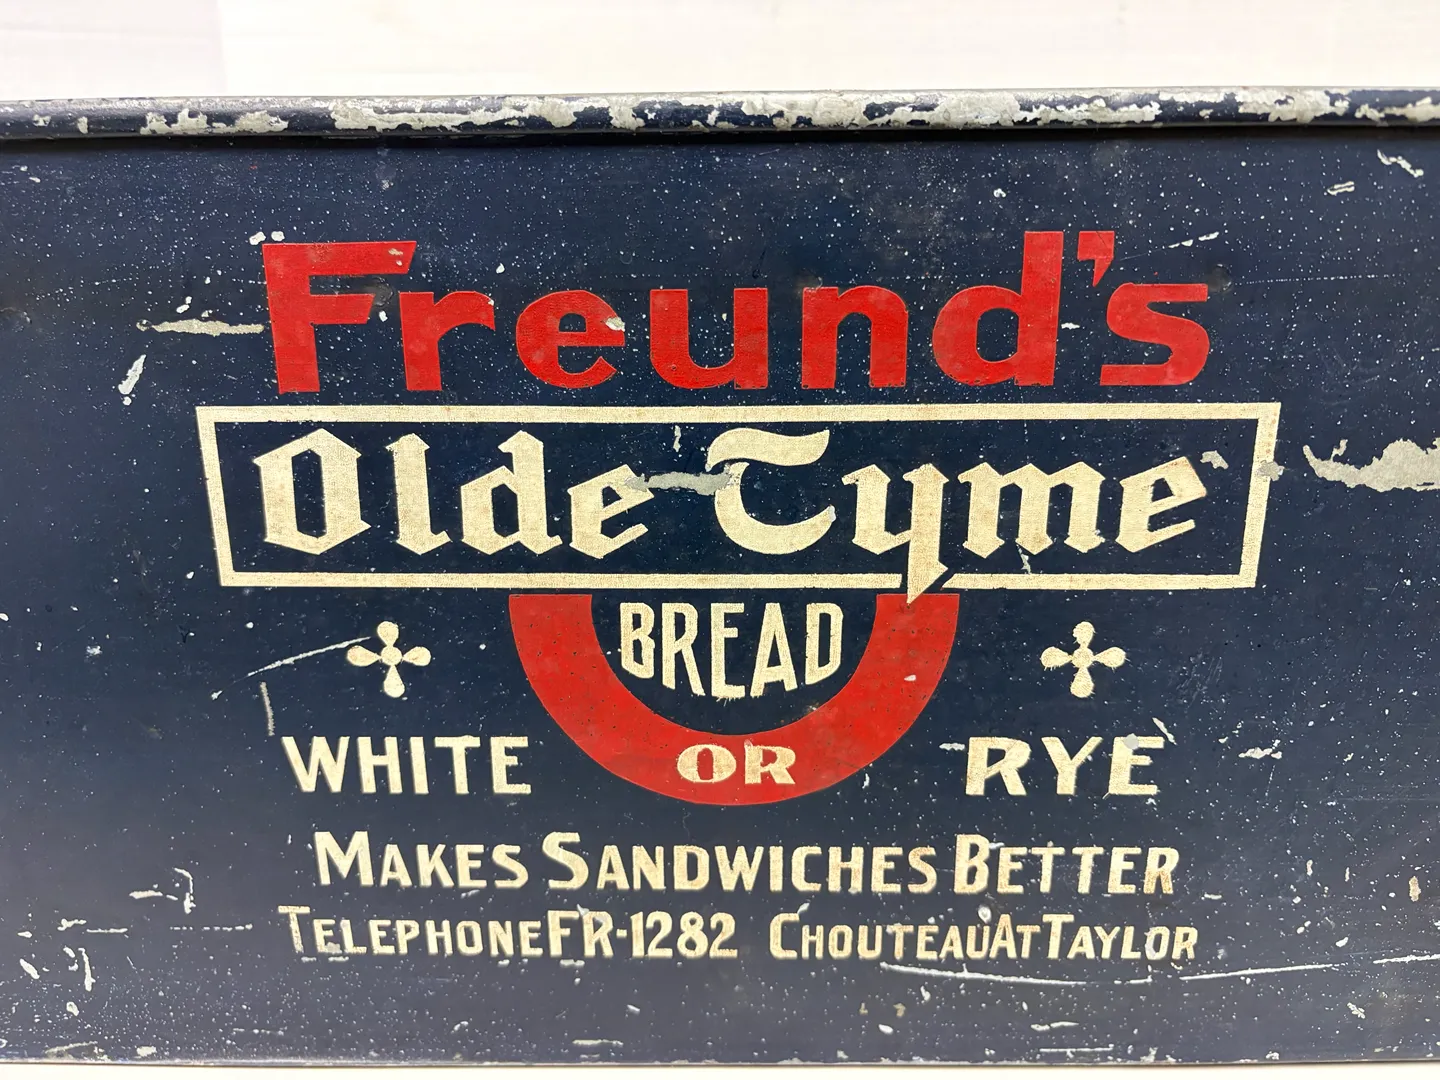 Freund's
Olde Tyme
BREAD
WHITE OR RYE
MAKES SANDWICHES BETTER
TELEPHONE FR-1282 CHOUTEAU AT TAYLOR